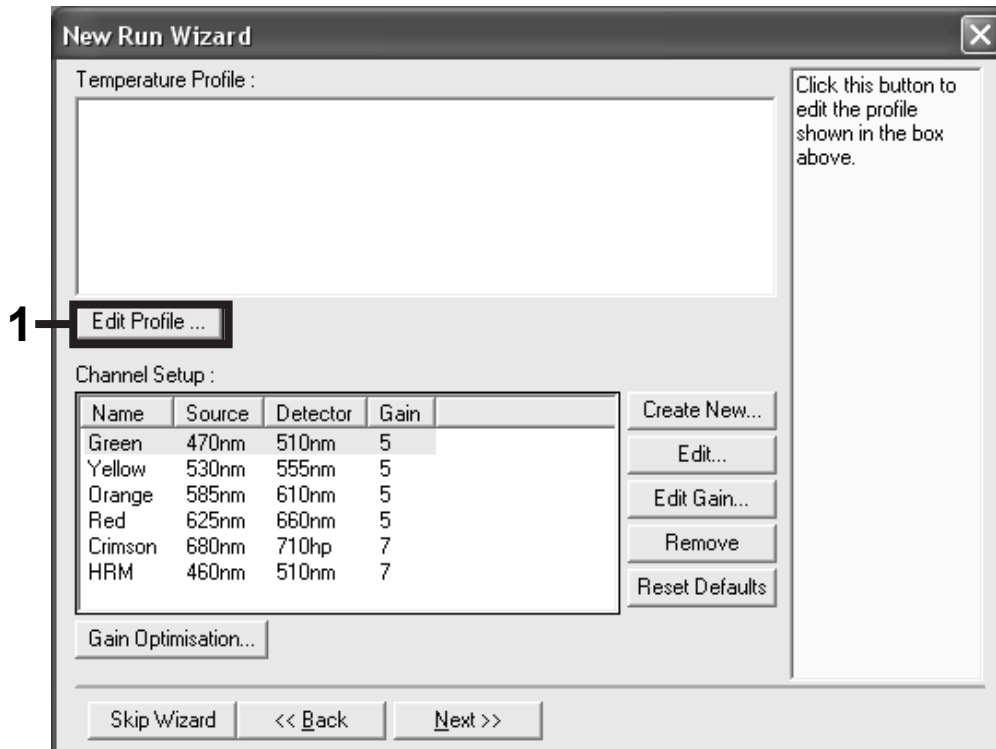 New Run Wizard
Temperature Profile :
Click this button to
edit the profile
shown in the box
above.
1
Edit Profile ...
Channel Setup :
Name Source Detector Gain
Green 470nm 510nm 5
Yellow 530nm 555nm 5
Orange 585nm 610nm 5
Red 625nm 660nm 5
Crimson 680nm 710hp 7
HRM 460nm 510nm 7
Create New...
Edit...
Edit Gain...
Remove
Reset Defaults
Gain Optimisation...
Skip Wizard << Back Next >>